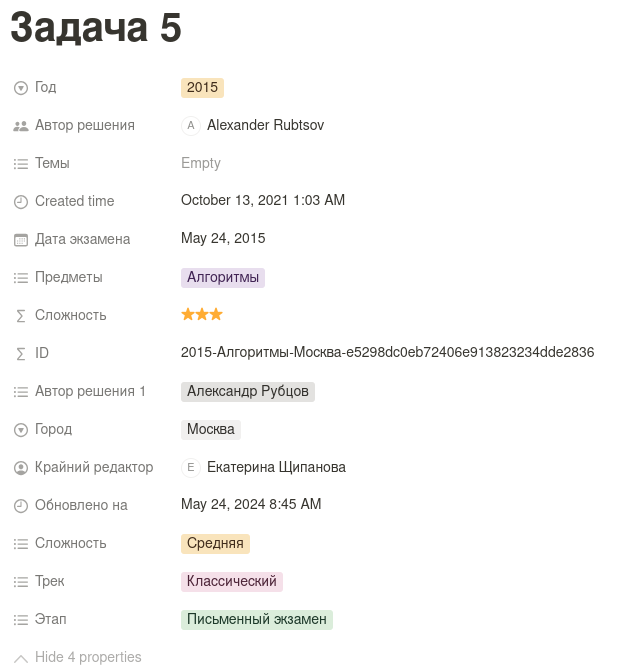 Задача 5
Год 2015
Автор решения A Alexander Rubtsov
Темы Empty
Created time October 13, 2021 1:03 AM
Дата экзамена May 24, 2015
Предметы Алгоритмы
Сложность ★★★
ID 2015-Алгоритмы-Москва-e5298dc0eb72406e913823234dde2836
Автор решения 1 Александр Рубцов
Город Москва
Крайний редактор E Екатерина Щипанова
Обновлено на May 24, 2024 8:45 AM
Сложность Средняя
Трек Классический
Этап Письменный экзамен
Hide 4 properties